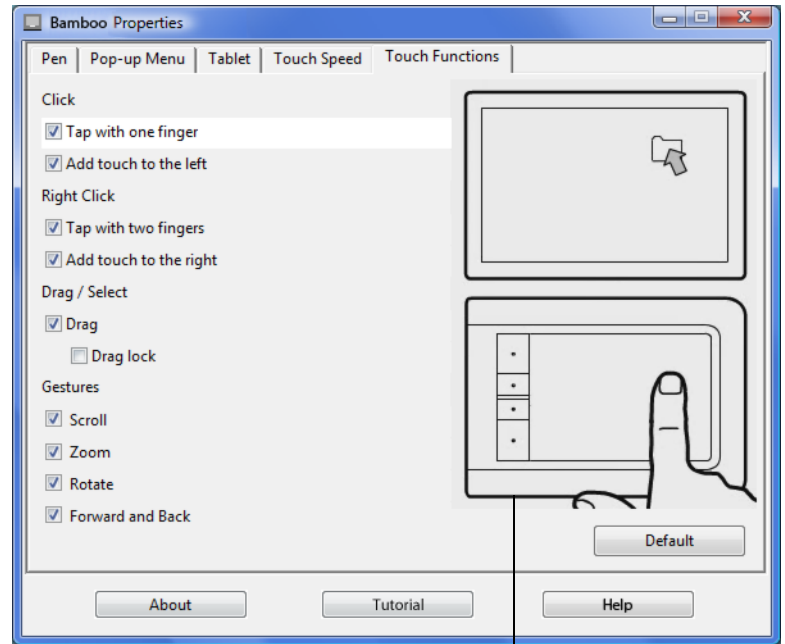 Bamboo Properties
Pen Pop-up Menu Tablet Touch Speed Touch Functions
Click
Tap with one finger
Add touch to the left
Right Click
Tap with two fingers
Add touch to the right
Drag / Select
Drag
Drag lock
Gestures
Scroll
Zoom
Rotate
Forward and Back
Default
About Tutorial Help